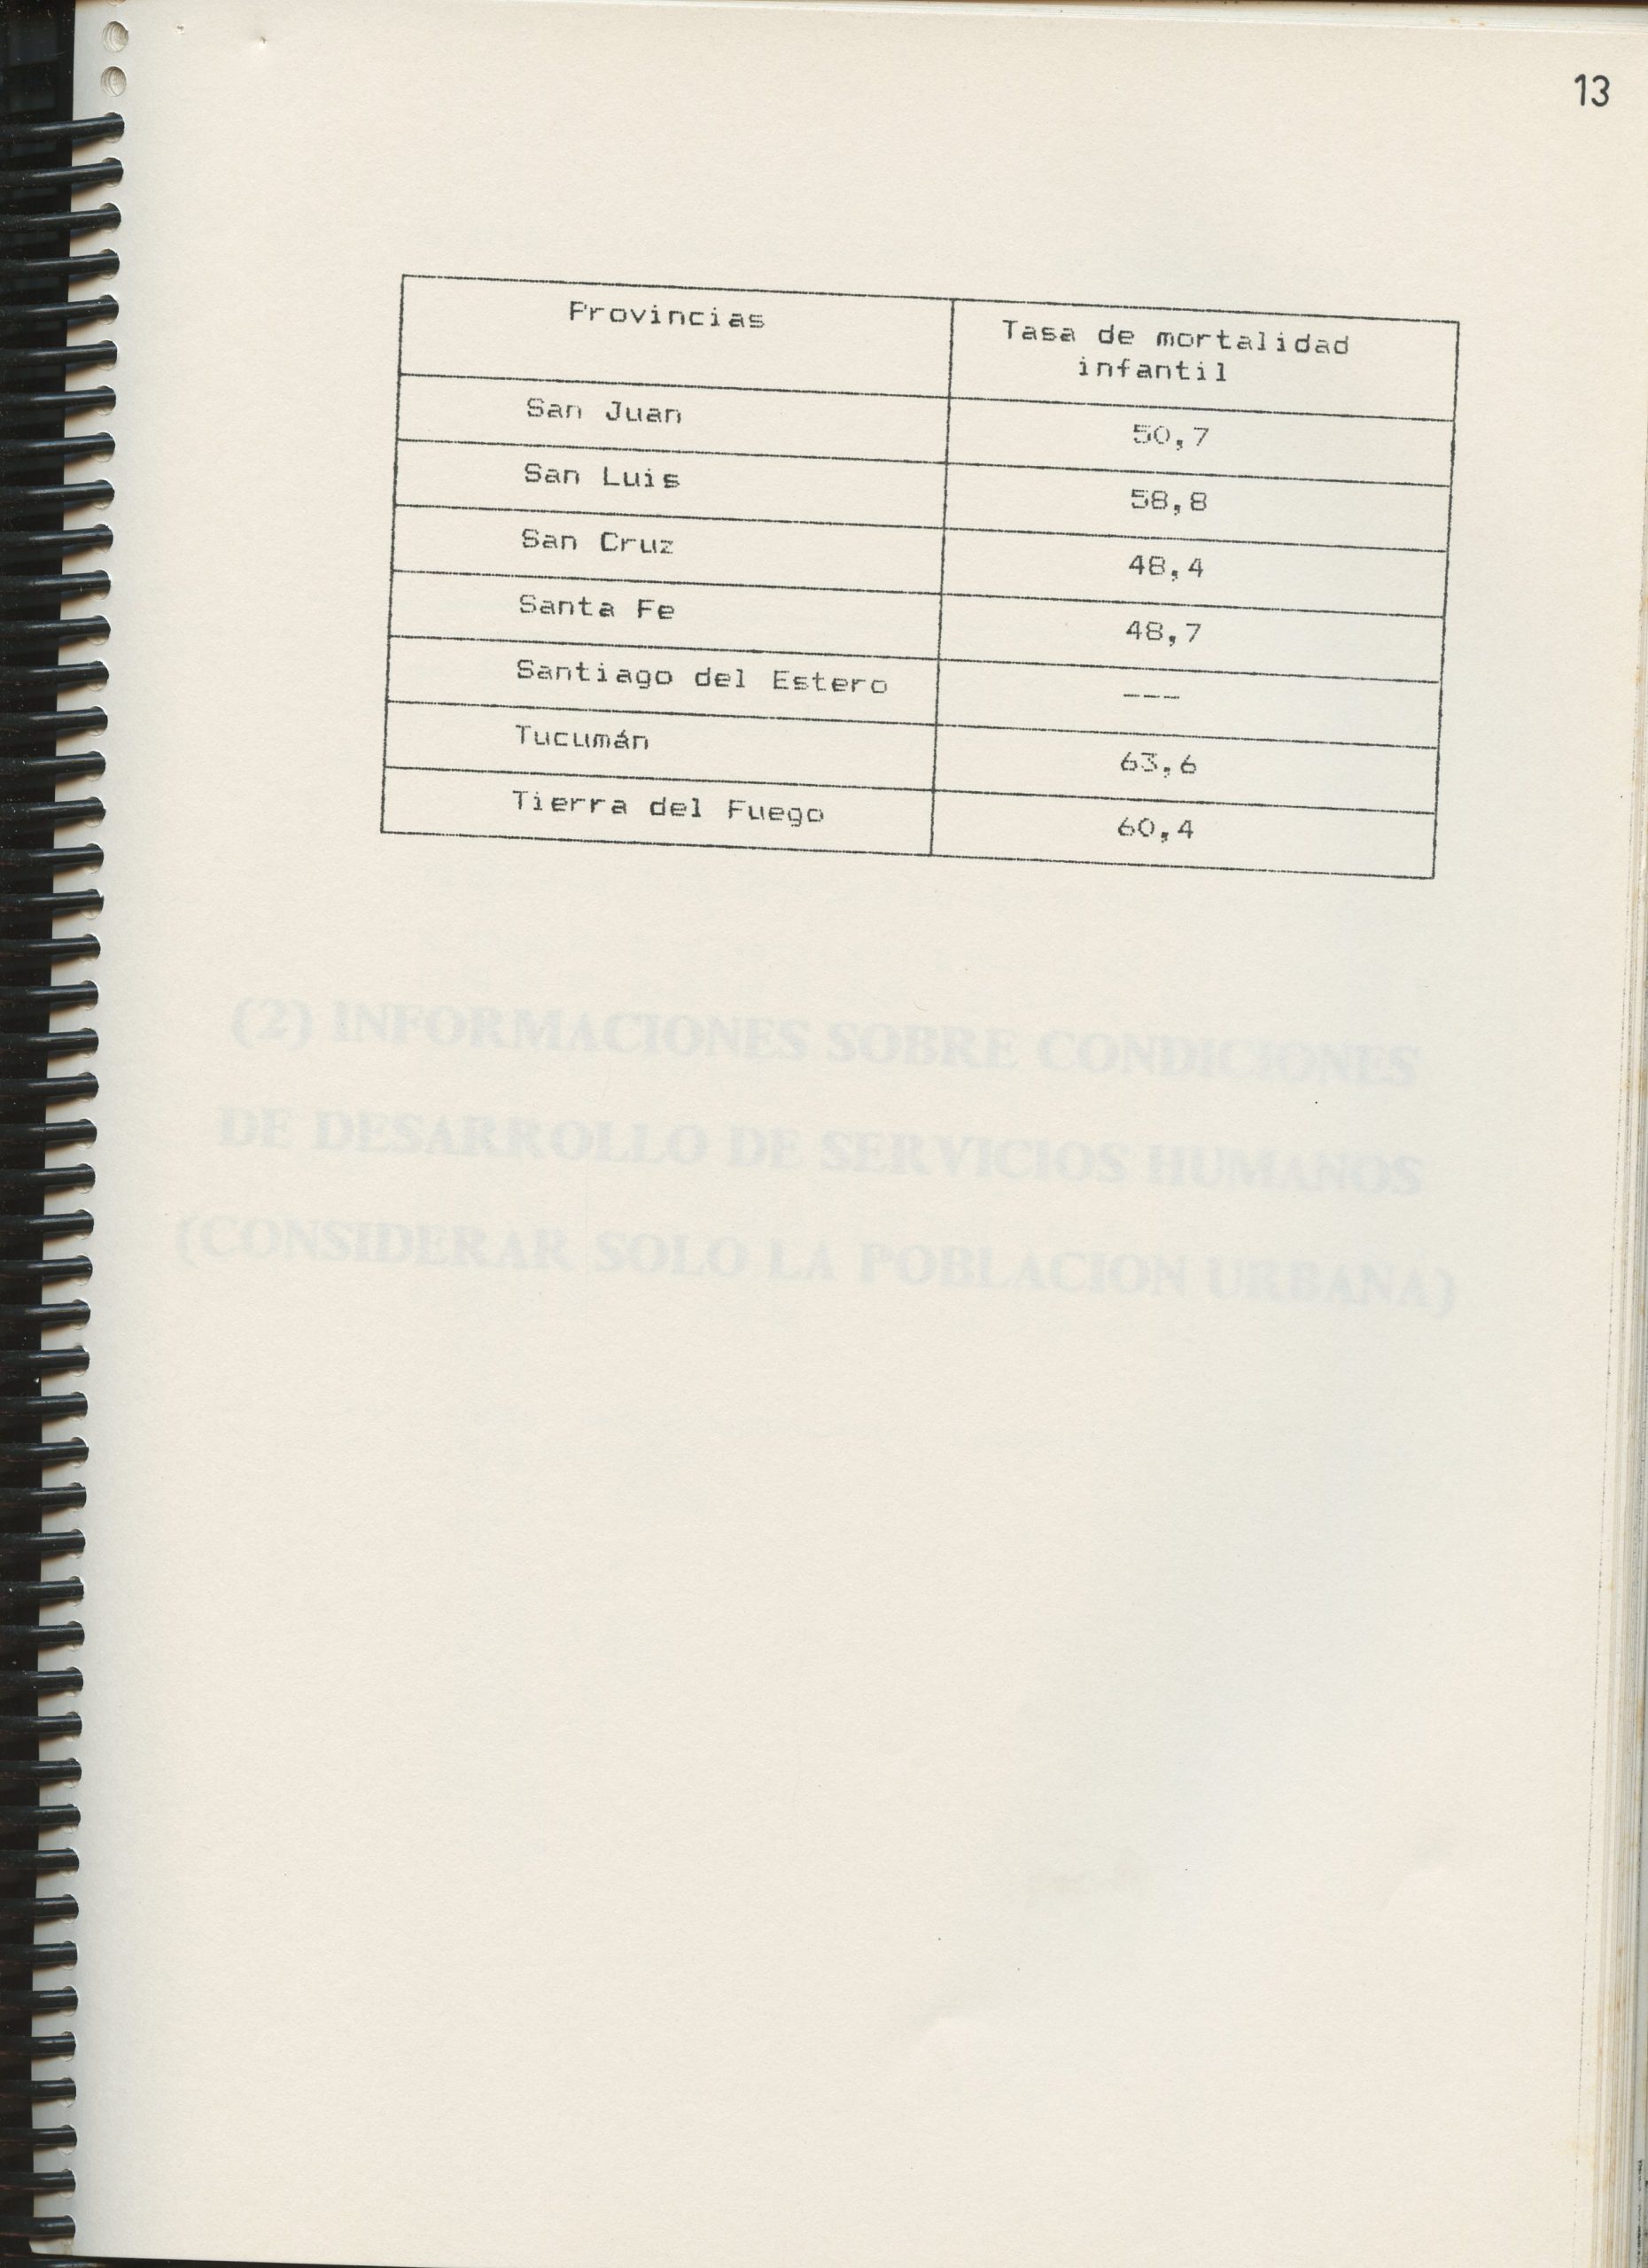 13
Provincias Tasa de mortalidad
infantil
San Juan 50,7
San Luis 58,8
San Cruz 48,4
Santa Fe 48,7
Santiago del Estero ---
Tucumán 63,6
Tierra del Fuego 60,4
(2) INFORMACIONES SOBRE CONDICIONES
DE DESARROLLO DE SERVICIOS HUMANOS
(CONSIDERAR SOLO LA POBLACION URBANA)